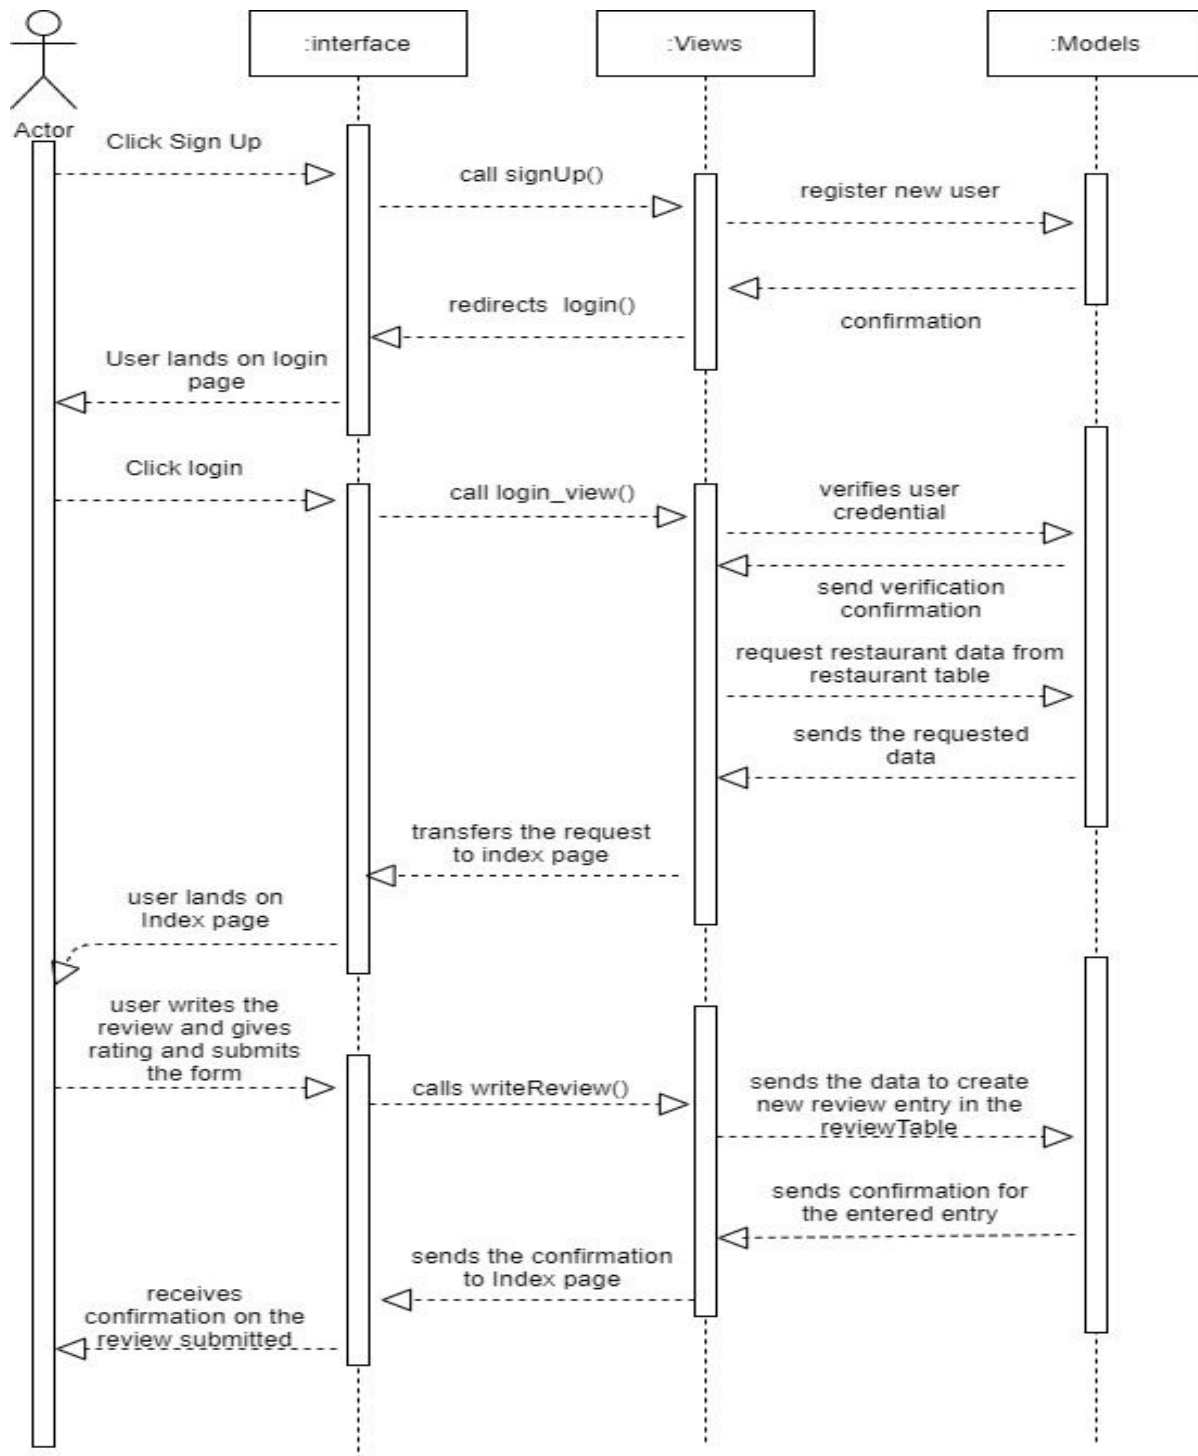 :interface
:Views
:Models
Actor
Click Sign Up
call signUp()
register new user
confirmation
redirects login()
User lands on login
page
Click login
call login_view()
verifies user
credential
send verification
confirmation
request restaurant data from
restaurant table
sends the requested
data
transfers the request
to index page
user lands on
Index page
user writes the
review and gives
rating and submits
the form
calls writeReview()
sends the data to create
new review entry in the
reviewTable
sends confirmation for
the entered entry
sends the confirmation
to Index page
receives
confirmation on the
review submitted